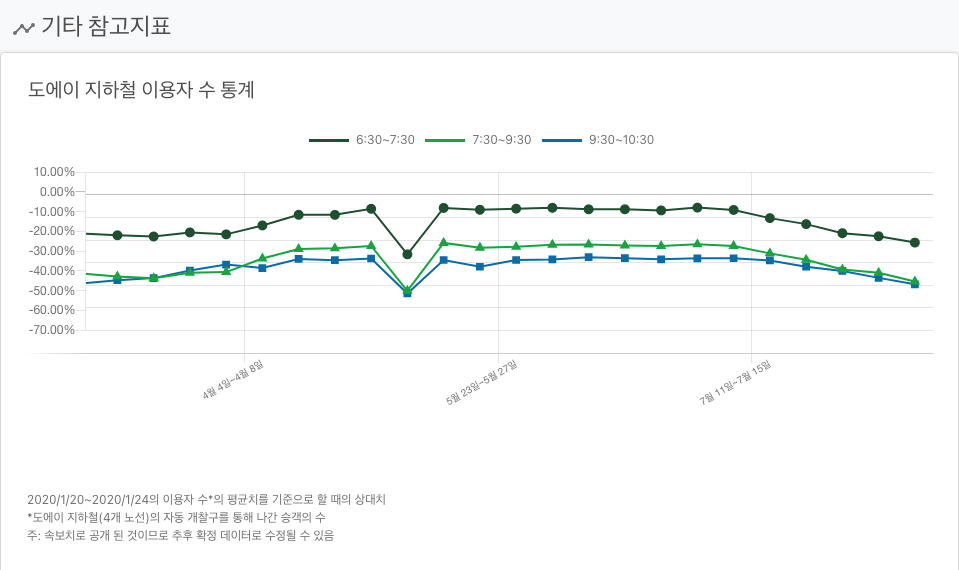 기타 참고지표
도에이 지하철 이용자 수 통계
6:30~7:30 7:30~9:30 9:30~10:30
10.00%
0.00%
-10.00%
-20.00%
-30.00%
-40.00%
-50.00%
-60.00%
-70.00%
4월 4일~4월 8일
5월 23일~5월 27일
7월 11일~7월 15일
2020/1/20~2020/1/24의 이용자 수*의 평균치를 기준으로 할 때의 상대치
*도에이 지하철(4개 노선)의 자동 개찰구를 통해 나간 승객의 수
주: 속보치로 공개 된 것이므로 추후 확정 데이터로 수정될 수 있음